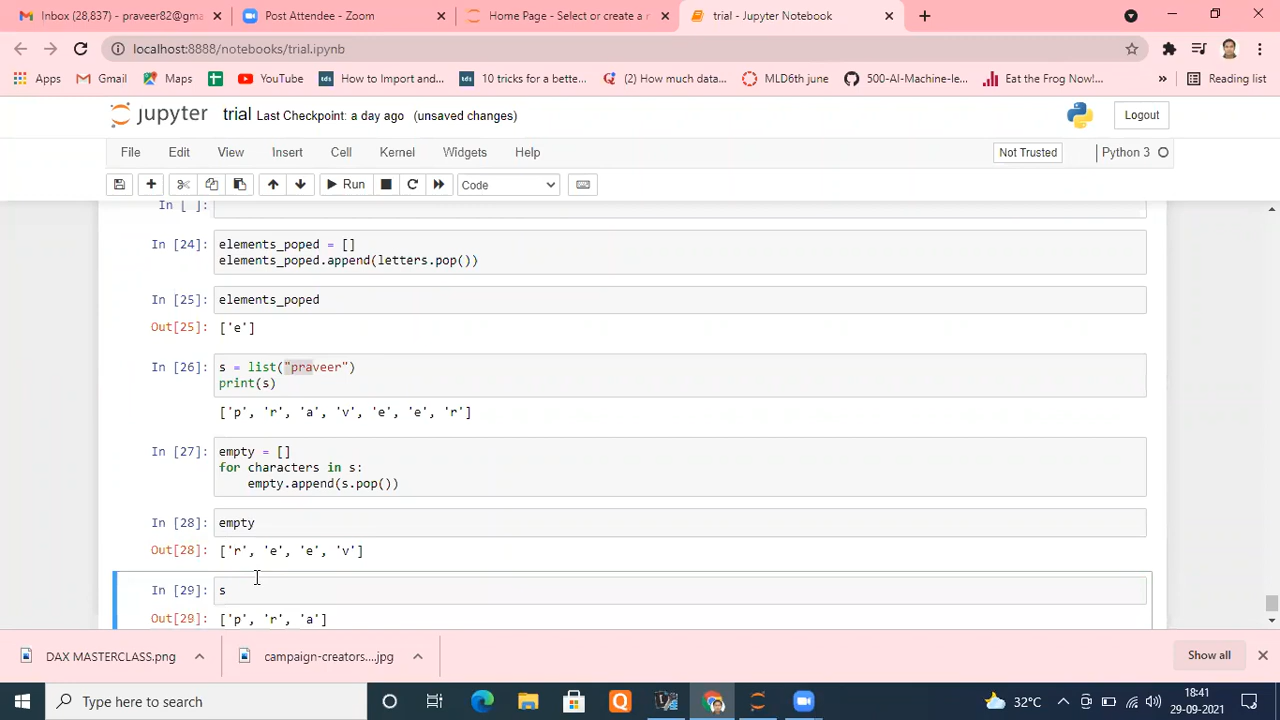 Inbox (28,837) - praveer82@gma
Post Attendee - Zoom
Home Page - Select or create a n
trial - Jupyter Notebook
localhost:8888/notebooks/trial.ipynb
Apps
Gmail
Maps
YouTube
tds
How to Import and...
tds
10 tricks for a bette...
(2) How much data...
MLD6th june
500-AI-Machine-le...
Eat the Frog Now!...
»
Reading list
jupyter
trial Last Checkpoint: a day ago (unsaved changes)
Logout
File
Edit
View
Insert
Cell
Kernel
Widgets
Help
Not Trusted
Python 3
Run
Code
In [ ]:
In [24]:
elements_poped = []
elements_poped.append(letters.pop())
In [25]:
elements_poped
Out[25]:
['e']
In [26]:
s = list("praveer")
print(s)
['p', 'r', 'a', 'v', 'e', 'e', 'r']
In [27]:
empty = []
for characters in s:
    empty.append(s.pop())
In [28]:
empty
Out[28]:
['r', 'e', 'e', 'v']
In [29]:
s
Out[29]:
['p', 'r', 'a']
DAX MASTERCLASS.png
campaign-creators....jpg
Show all
Type here to search
Q
32°C
18:41
29-09-2021